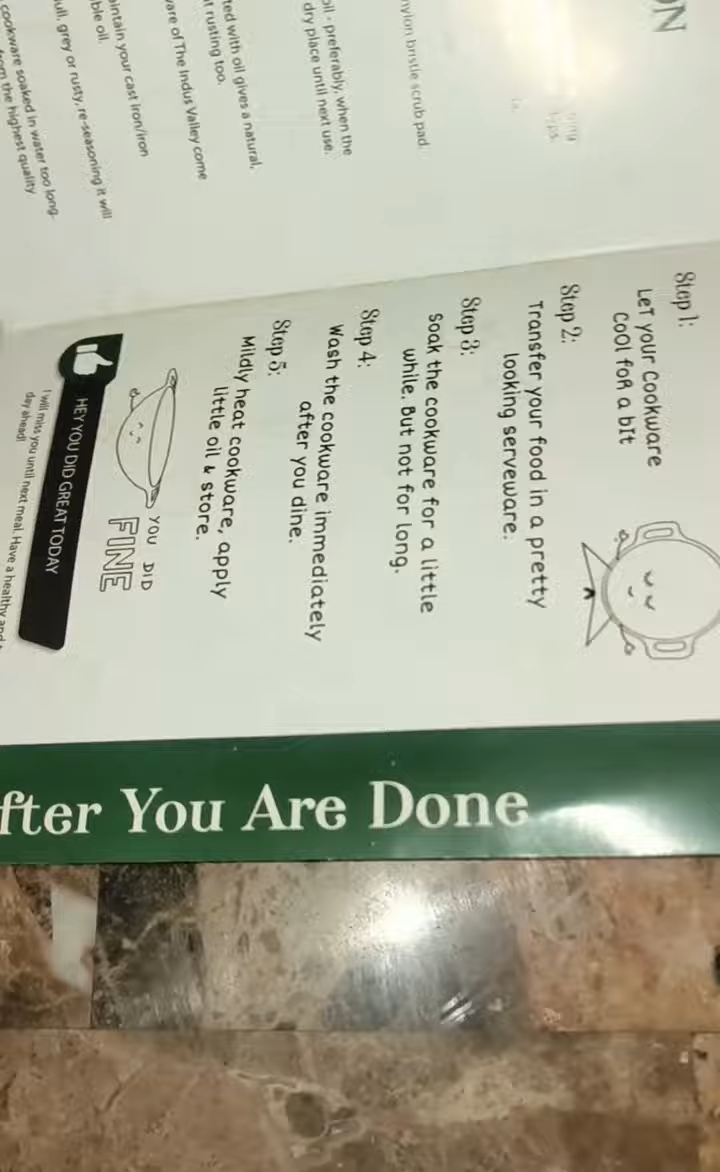 nylon bristle scrub pad.
oil - preferably, when the
dry place until next use.
ted with oil gives a natural,
rusting too.
ware of The Indus Valley come
intain your cast iron/iron
ble oil.
ull, grey or rusty, re-seasoning it will
cookware soaked in water too long.
from the highest quality
Step 1:
Let your Cookware
Cool for a bit
Step 2:
Transfer your food in a pretty
looking serveware.
Step 3:
Soak the cookware for a little
while. But not for long.
Step 4:
Wash the cookware immediately
after you dine.
Step 5:
Mildly heat cookware, apply
little oil & store.
YOU DID
FINE
HEY YOU DID GREAT TODAY
I will miss you until next meal. Have a healthy and
day ahead!
fter You Are Done